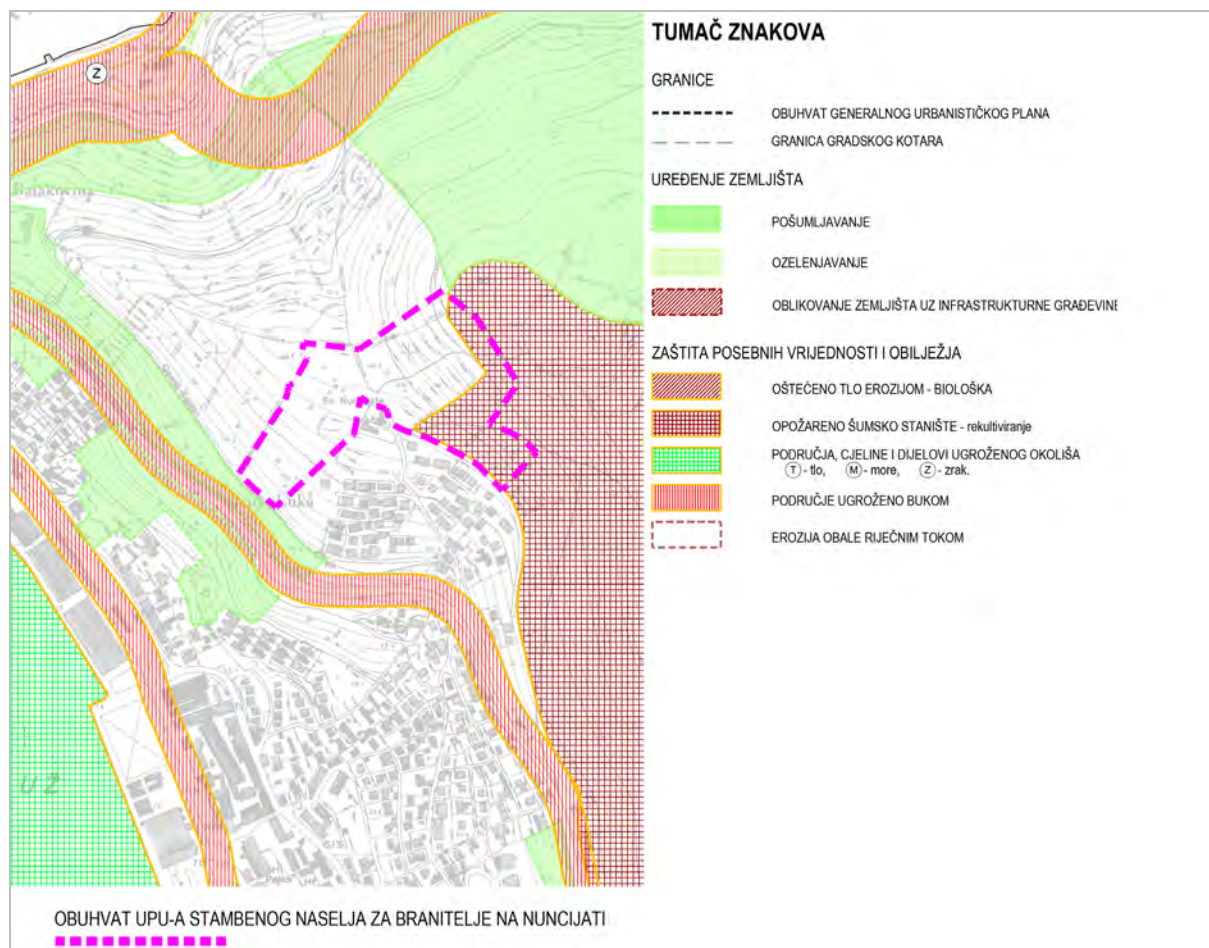 TUMAČ ZNAKOVA
GRANICE
OBUHVAT GENERALNOG URBANISTIČKOG PLANA
GRANICA GRADSKOG KOTARA
UREĐENJE ZEMLJIŠTA
POŠUMLJAVANJE
OZELENJAVANJE
OBLIKOVANJE ZEMLJIŠTA UZ INFRASTRUKTURNE GRAĐEVINE
ZAŠTITA POSEBNIH VRIJEDNOSTI I OBILJEŽJA
OŠTEĆENO TLO EROZIJOM - BIOLOŠKA
OPOŽARENO ŠUMSKO STANIŠTE - rekultiviranje
PODRUČJA, CJELINE I DIJELOVI UGROŽENOG OKOLIŠA
T - tlo, M - more, Z - zrak.
PODRUČJE UGROŽENO BUKOM
EROZIJA OBALE RIJEČNIM TOKOM
Z
U Ž
OBUHVAT UPU-A STAMBENOG NASELJA ZA BRANITELJE NA NUNCIJATI